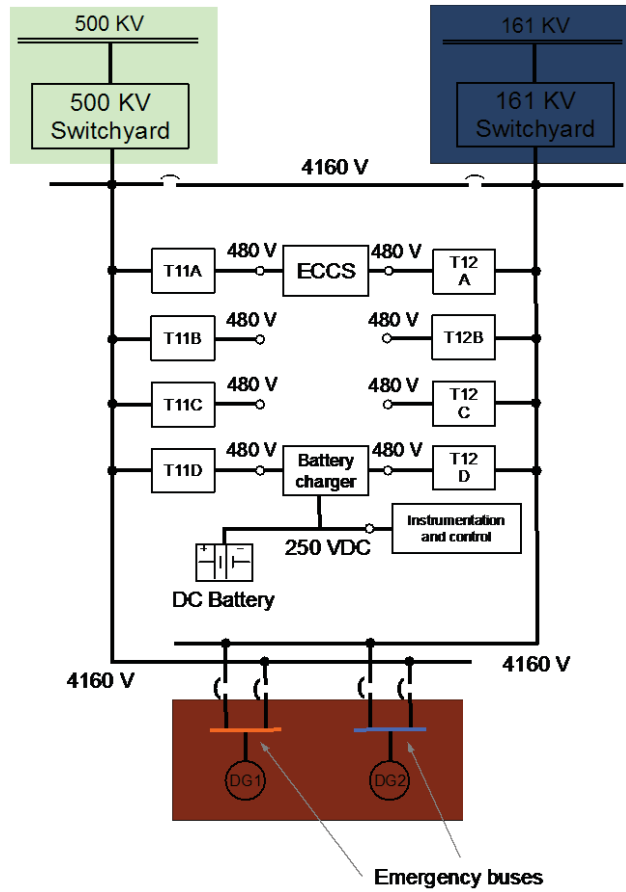 500 KV
161 KV
500 KV
Switchyard
161 KV
Switchyard
4160 V
T11A
480 V
ECCS
480 V
T12
A
T11B
480 V
480 V
T12B
T11C
480 V
480 V
T12
C
T11D
480 V
Battery
charger
480 V
T12
D
250 VDC
Instrumentation
and control
+
−
DC Battery
4160 V
4160 V
DG1
DG2
Emergency buses